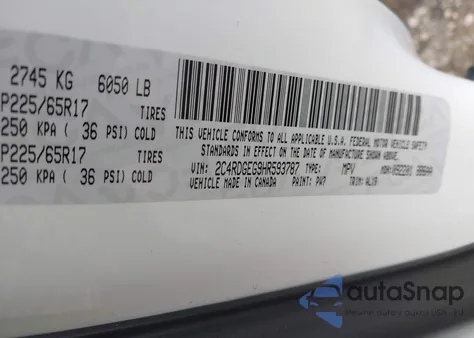 2745 KG 6050 LB
P225/65R17 TIRES
250 KPA ( 36 PSI) COLD
P225/65R17 TIRES
250 KPA ( 36 PSI) COLD
THIS VEHICLE CONFORMS TO ALL APPLICABLE U.S.A. FEDERAL MOTOR VEHICLE SAFETY
STANDARDS IN EFFECT ON THE DATE OF MANUFACTURE SHOWN ABOVE.
VIN: 2C4RDGEG9HR593787 TYPE: MPV MDH:
VEHICLE MADE IN CANADA PAINT: PW7 TRIM:
autoSnap